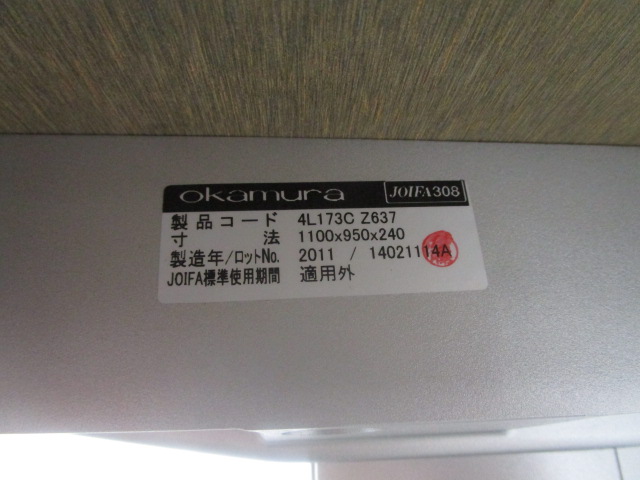 okamura JOIFA308
製品コード 4L173C Z637
寸法 1100x950x240
製造年/ロットNo. 2011 / 14021114A
JOIFA標準使用期間 適用外